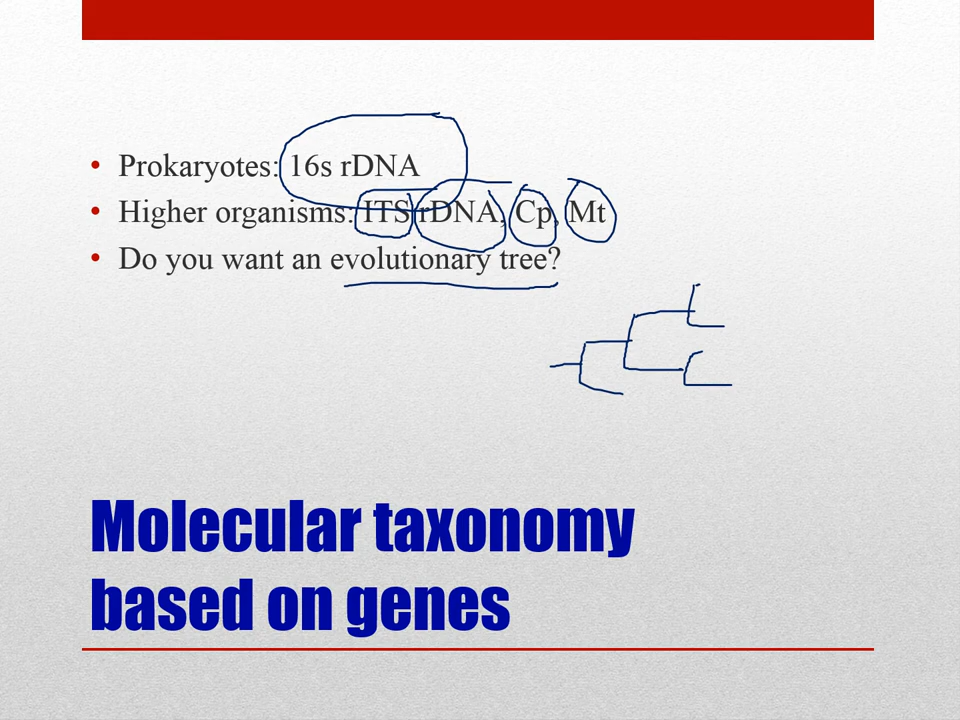 • Prokaryotes: 16s rDNA
• Higher organisms: ITS rDNA, Cp, Mt
• Do you want an evolutionary tree?
Molecular taxonomy
based on genes